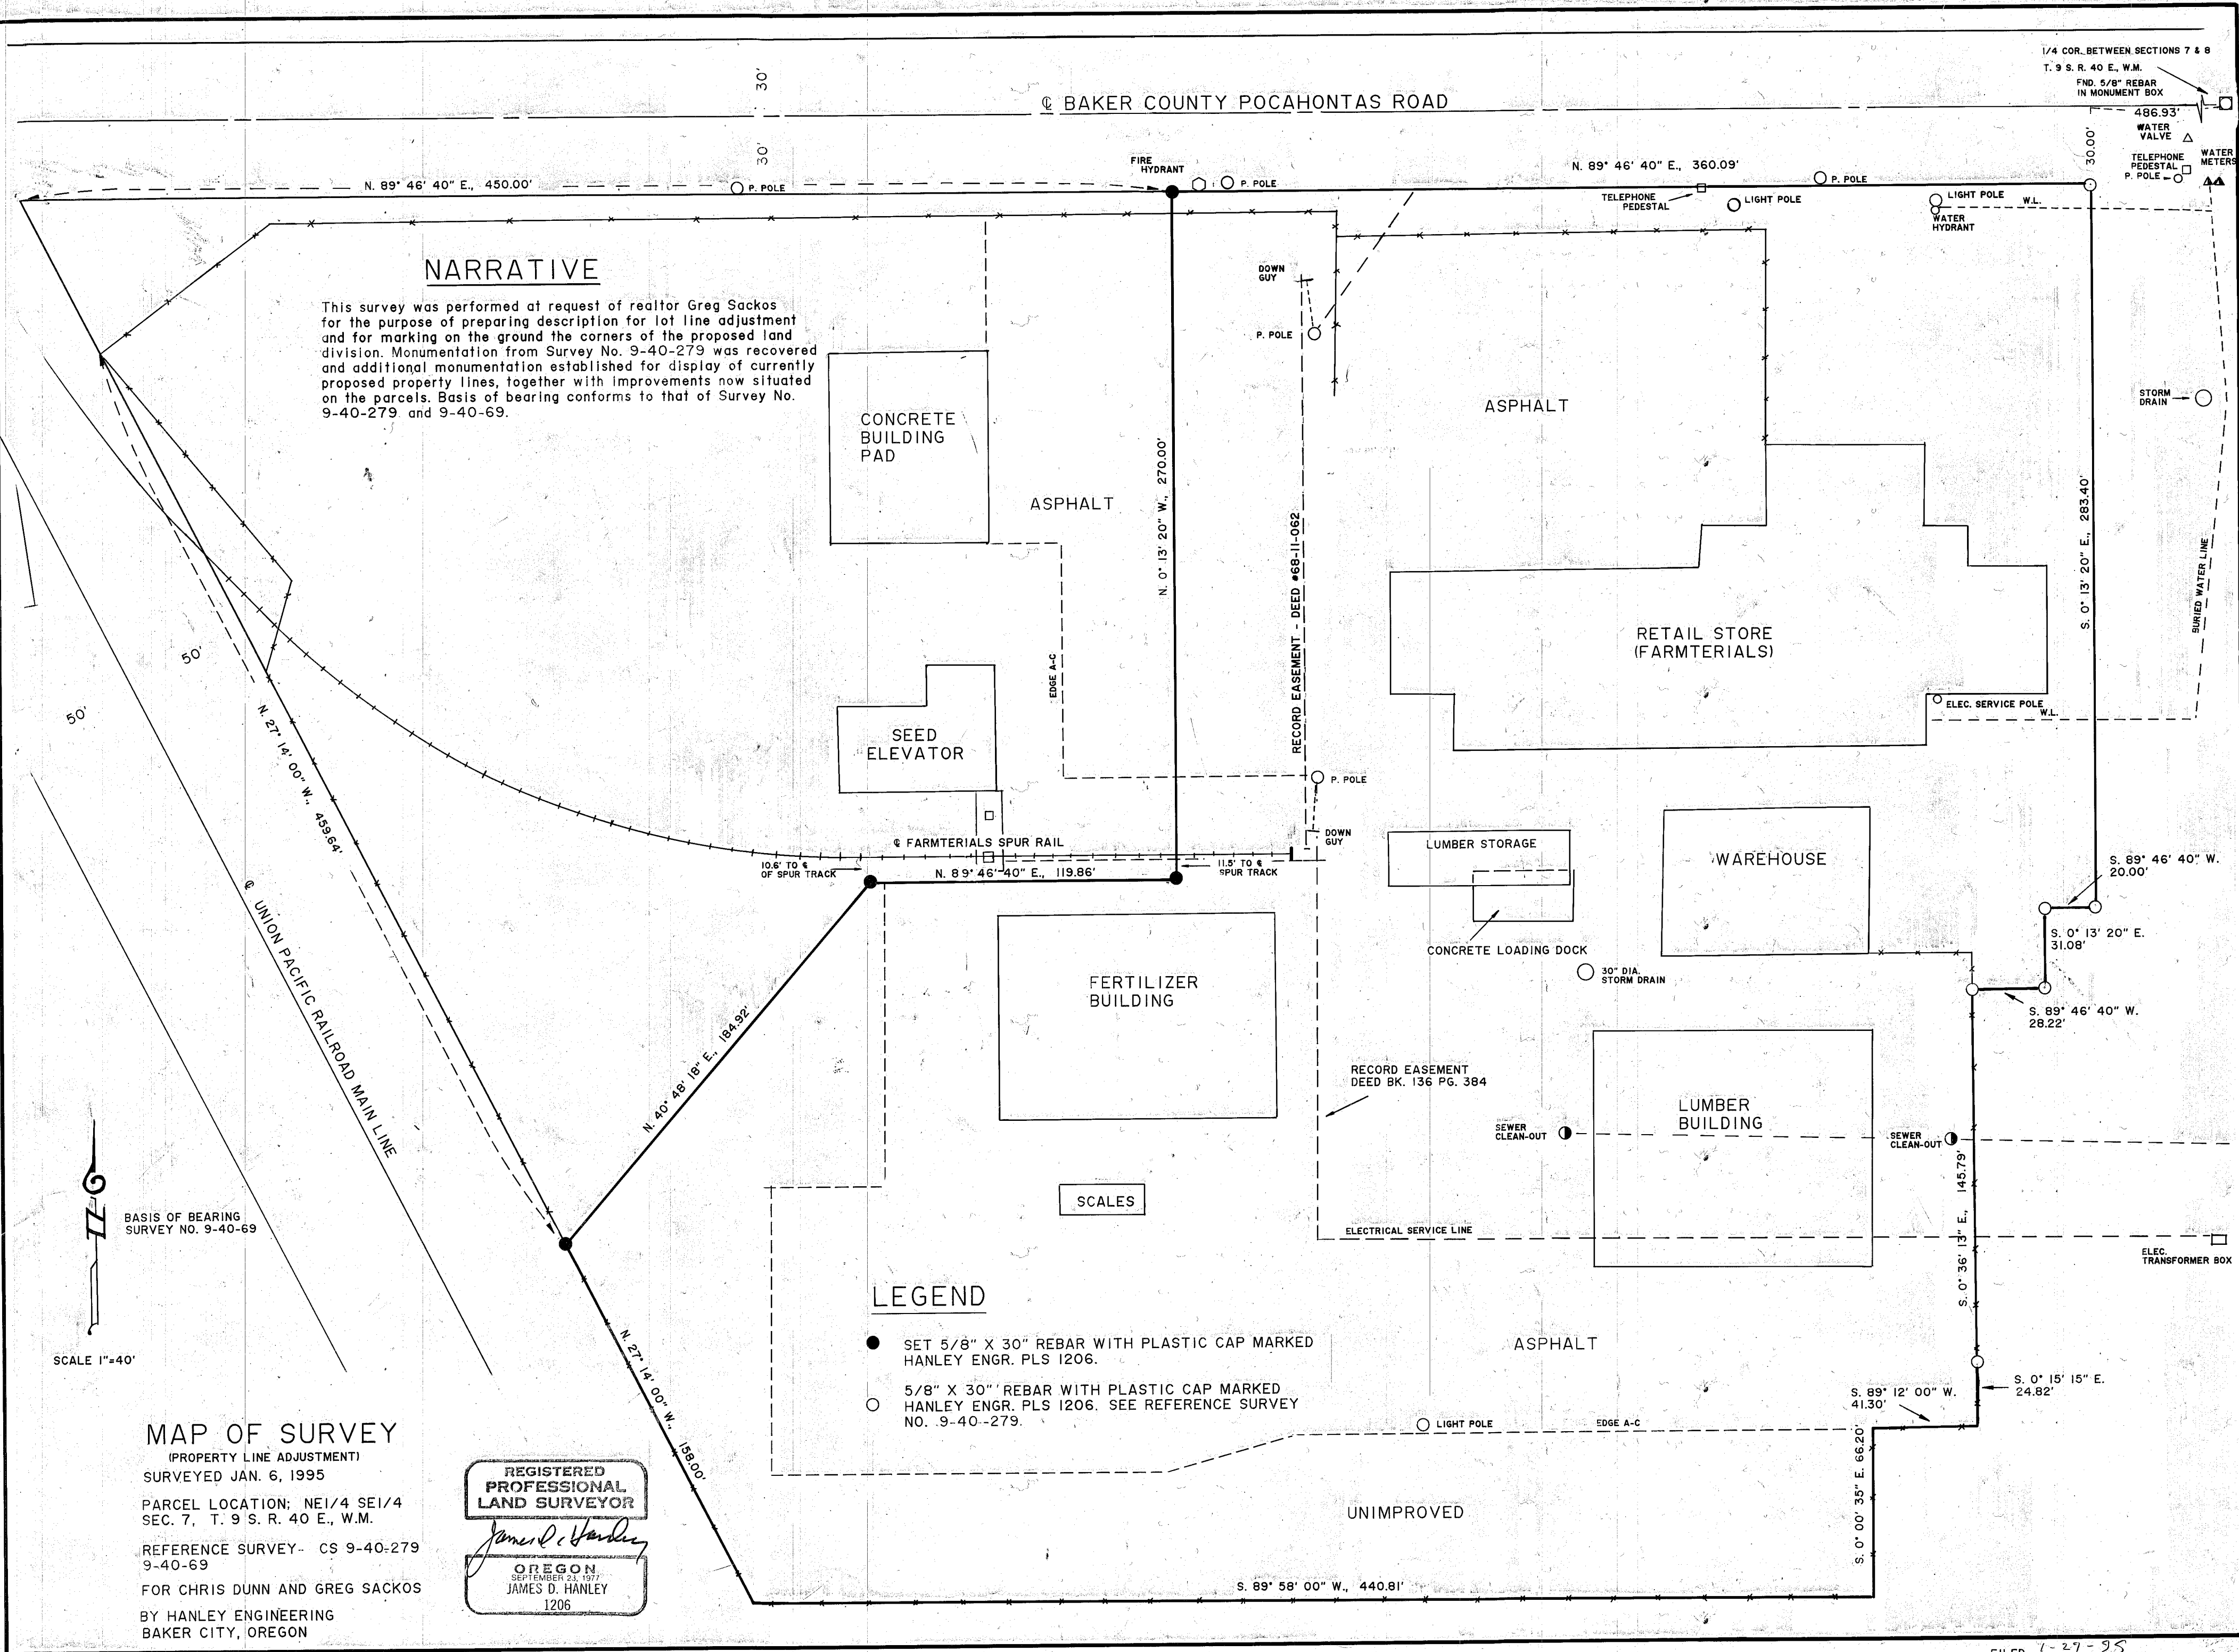 1/4 COR. BETWEEN SECTIONS 7 & 8
T. 9 S. R. 40 E., W.M.
FND. 5/8" REBAR
IN MONUMENT BOX
486.93'
30'
30'
℄ BAKER COUNTY POCAHONTAS ROAD
30.00'
WATER
VALVE
TELEPHONE
PEDESTAL
WATER
METERS
P. POLE
N. 89° 46' 40" E., 450.00'
P. POLE
FIRE
HYDRANT
P. POLE
N. 89° 46' 40" E., 360.09'
TELEPHONE
PEDESTAL
LIGHT POLE
P. POLE
LIGHT POLE
W.L.
WATER
HYDRANT
NARRATIVE
This survey was performed at request of realtor Greg Sackos
for the purpose of preparing description for lot line adjustment
and for marking on the ground the corners of the proposed land
division. Monumentation from Survey No. 9-40-279 was recovered
and additional monumentation established for display of currently
proposed property lines, together with improvements now situated
on the parcels. Basis of bearing conforms to that of Survey No.
9-40-279 and 9-40-69.
DOWN
GUY
P. POLE
CONCRETE
BUILDING
PAD
ASPHALT
N. 0° 13' 20" W., 270.00'
RECORD EASEMENT - DEED #68-11-062
EDGE A-C
ASPHALT
STORM
DRAIN
S. 0° 13' 20" E., 283.40'
BURIED WATER LINE
RETAIL STORE
(FARMTERIALS)
ELEC. SERVICE POLE
W.L.
50'
50'
N. 27° 14' 00" W., 459.64'
SEED
ELEVATOR
P. POLE
DOWN
GUY
℄ FARMTERIALS SPUR RAIL
10.6' TO ℄
OF SPUR TRACK
N. 89° 46' 40" E., 119.86'
11.5' TO ℄
SPUR TRACK
LUMBER STORAGE
WAREHOUSE
S. 89° 46' 40" W.
20.00'
S. 0° 13' 20" E.
31.08'
CONCRETE LOADING DOCK
30" DIA.
STORM DRAIN
S. 89° 46' 40" W.
28.22'
℄ UNION PACIFIC RAILROAD MAIN LINE
N. 40° 48' 18" E., 184.92'
FERTILIZER
BUILDING
RECORD EASEMENT
DEED BK. 136 PG. 384
LUMBER
BUILDING
SEWER
CLEAN-OUT
SEWER
CLEAN-OUT
S. 0° 36' 13" E., 145.79'
SCALES
ELECTRICAL SERVICE LINE
ELEC.
TRANSFORMER BOX
BASIS OF BEARING
SURVEY NO. 9-40-69
SCALE 1"=40'
LEGEND
SET 5/8" X 30" REBAR WITH PLASTIC CAP MARKED
HANLEY ENGR. PLS 1206.
5/8" X 30" REBAR WITH PLASTIC CAP MARKED
HANLEY ENGR. PLS 1206. SEE REFERENCE SURVEY
NO. 9-40-279.
ASPHALT
S. 0° 15' 15" E.
24.82'
S. 89° 12' 00" W.
41.30'
LIGHT POLE
EDGE A-C
N. 27° 14' 00" W., 158.00'
S. 0° 00' 35" E. 66.20'
UNIMPROVED
S. 89° 58' 00" W., 440.81'
MAP OF SURVEY
(PROPERTY LINE ADJUSTMENT)
SURVEYED JAN. 6, 1995
PARCEL LOCATION; NE1/4 SE1/4
SEC. 7, T. 9 S. R. 40 E., W.M.
REFERENCE SURVEY- CS 9-40-279
9-40-69
FOR CHRIS DUNN AND GREG SACKOS
BY HANLEY ENGINEERING
BAKER CITY, OREGON
REGISTERED
PROFESSIONAL
LAND SURVEYOR
James D. Hanley
OREGON
SEPTEMBER 23, 1977
JAMES D. HANLEY
1206
FILED 1-27-95